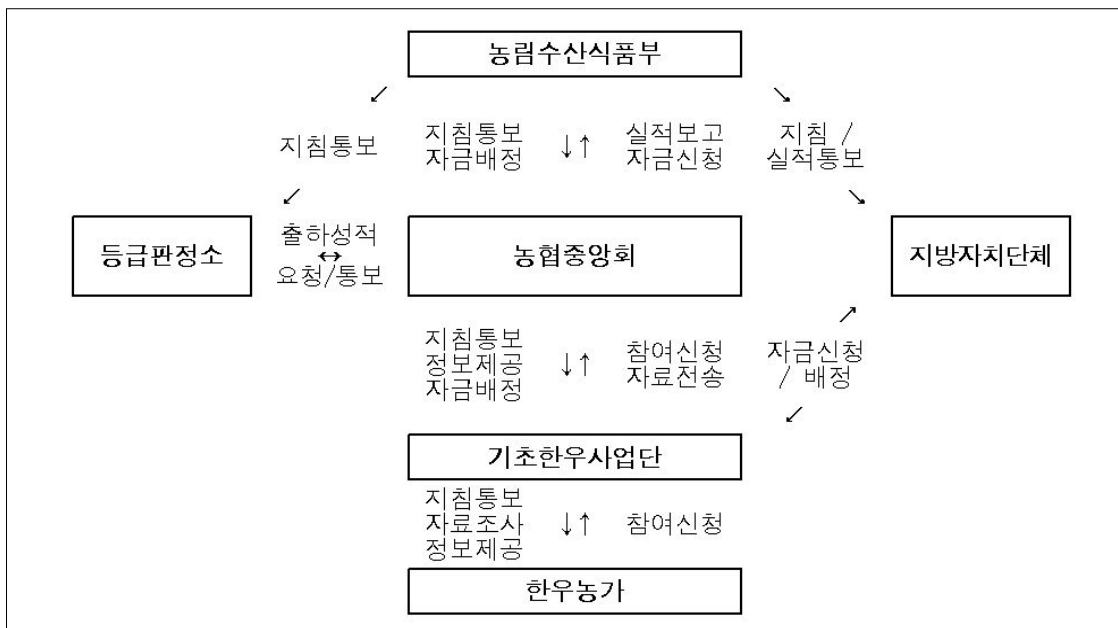 농림수산식품부
↙ ↘
지침통보 지침통보 ↓↑ 실적보고 지침 /
자금배정 자금신청 실적통보
↙ ↘
등급판정소 출하성적 농협중앙회 지방자치단체
↔
요청/통보
↗
지침통보 참여신청 자금신청
정보제공 ↓↑ 자료전송 / 배정
자금배정
↙
기초한우사업단
지침통보
자료조사 ↓↑ 참여신청
정보제공
한우농가